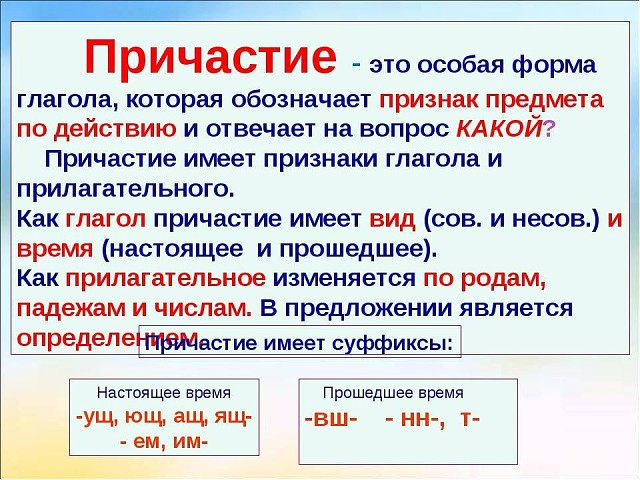 Причастие - это особая форма
глагола, которая обозначает признак предмета
по действию и отвечает на вопрос КАКОЙ?
Причастие имеет признаки глагола и
прилагательного.
Как глагол причастие имеет вид (сов. и несов.) и
время (настоящее и прошедшее).
Как прилагательное изменяется по родам,
падежам и числам. В предложении является
определением.
Причастие имеет суффиксы:
Настоящее время
-ущ, ющ, ащ, ящ-
- ем, им-
Прошедшее время
-вш- - нн-, т-